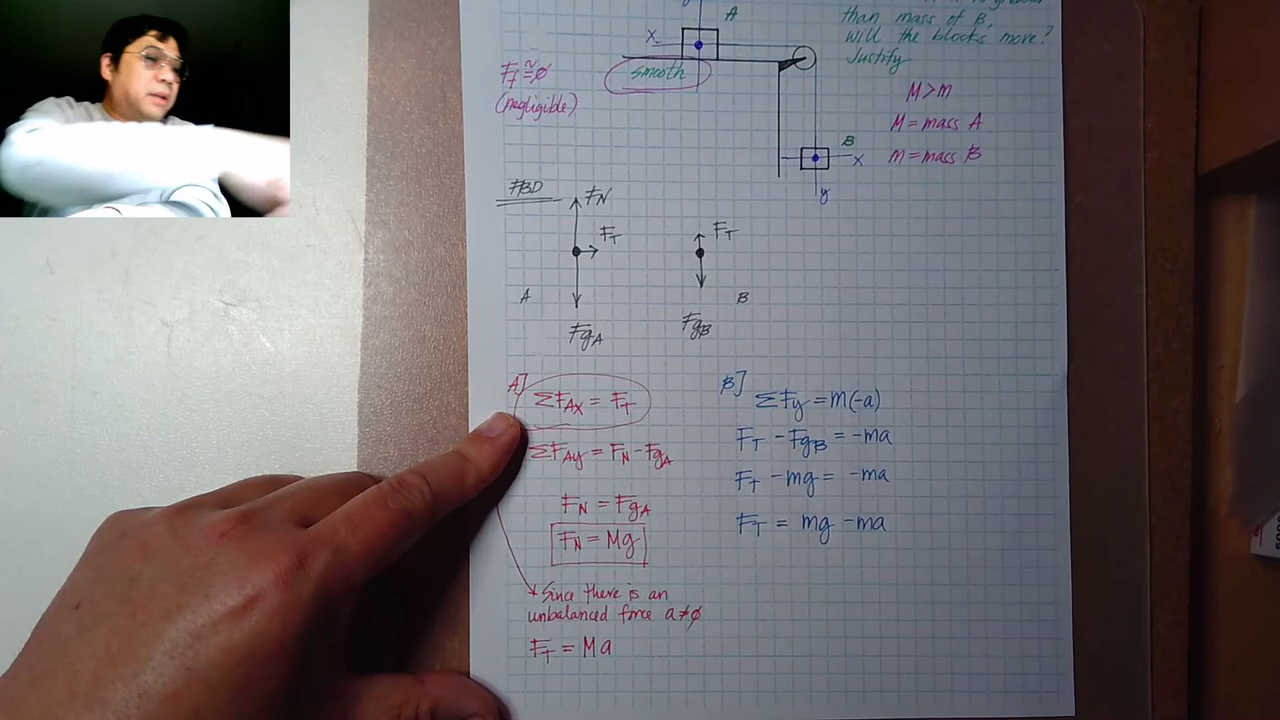 A
than mass of B,
will the blocks move?
Justify
X
smooth
Ff ≅ ∅
(negligible)
M>m
M = mass A
m = mass B
B
x
y
FBD
FN
FT
FT
A
B
FgA
FgB
A]
ΣFAx = FT
ΣFAy = FN - FgA
FN = FgA
FN = Mg
* Since there is an
unbalanced force a≠∅
FT = Ma
B]
ΣFy = m(-a)
FT - FgB = -ma
FT - mg = -ma
FT = mg - ma